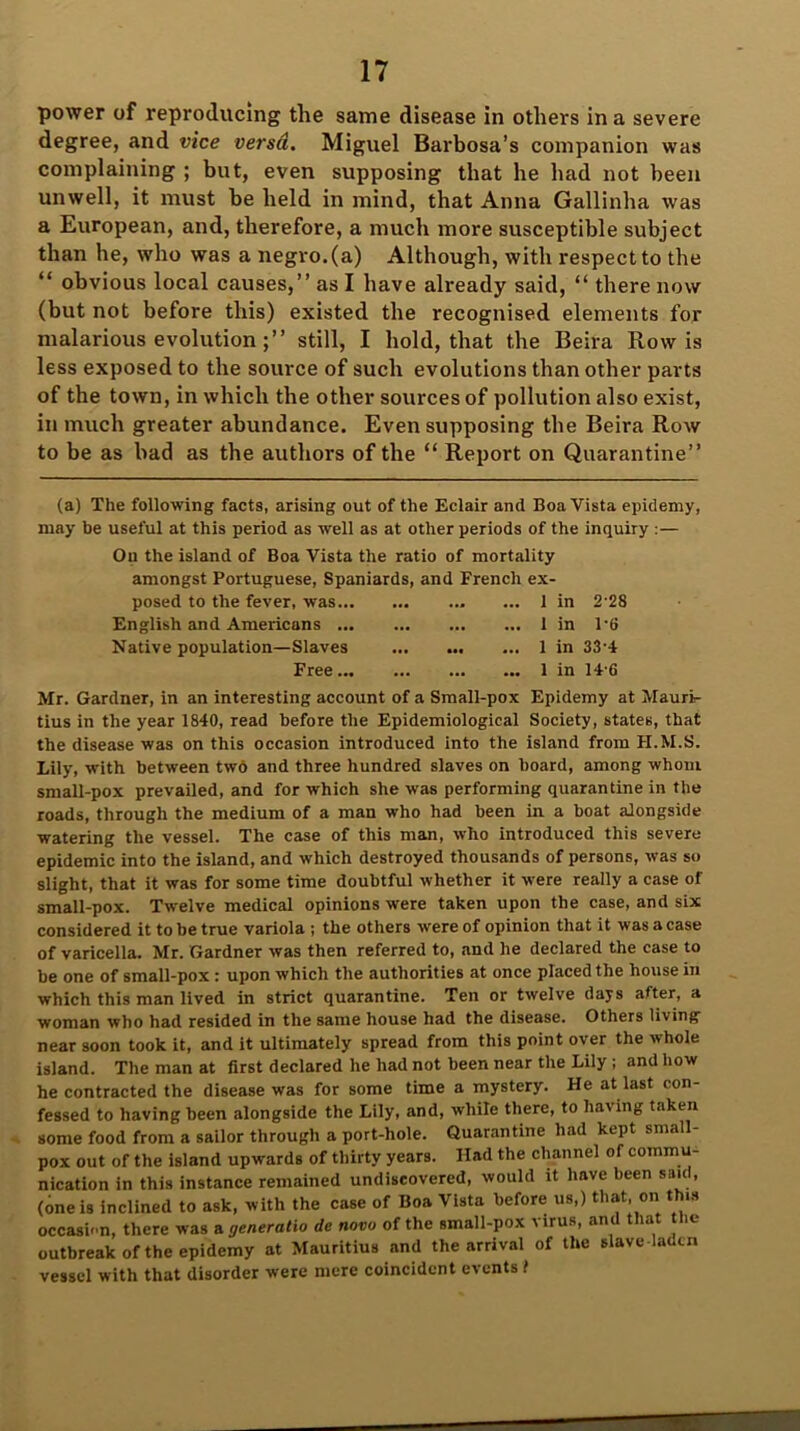 17
power of reproducing the same disease in others in a severe
degree, and vice versâ. Miguel Barbosa’s companion was
complaining ; but, even supposing that he had not been
unwell, it must be held in mind, that Anna Gallinha was
a European, and, therefore, a much more susceptible subject
than he, who was a negro.(a) Although, with respect to the
“ obvious local causes,” as I have already said, “ there now
(but not before this) existed the recognised elements for
malarious evolution ;” still, I hold, that the Beira Row is
less exposed to the source of such evolutions than other parts
of the town, in which the other sources of pollution also exist,
in much greater abundance. Even supposing the Beira Row
to be as bad as the authors of the “ Report on Quarantine”
(a) The following facts, arising out of the Eclair and Boa Vista epidemy,
may be useful at this period as well as at other periods of the inquiry :—
On the island of Boa Vista the ratio of mortality
amongst Portuguese, Spaniards, and French ex-
posed to the fever, was... ... ... ... 1 in 2·28
English and Americans ... ... ... ... 1 in 1·6
Native population—Slaves ... ... ... 1 in 33·4
Free... ... ... ... 1 in 14·6
Mr. Gardner, in an interesting account of a Small-pox Epidemy at Mauri-
tius in the year 1840, read before the Epidemiological Society, states, that
the disease was on this occasion introduced into the island from H.M.S.
Lily, with between two and three hundred slaves on board, among whom
small-pox prevailed, and for which she was performing quarantine in the
roads, through the medium of a man who had been in a boat alongside
watering the vessel. The case of this man, who introduced this severe
epidemic into the island, and which destroyed thousands of persons, was so
slight, that it was for some time doubtful whether it were really a case of
small-pox. Twelve medical opinions were taken upon the case, and six
considered it to be true variola ; the others were of opinion that it was a case
of varicella. Mr. Gardner was then referred to, and he declared the case to
be one of small-pox : upon which the authorities at once placed the house in
which this man lived in strict quarantine. Ten or twelve days after, a
woman who had resided in the same house had the disease. Others living
near soon took it, and it ultimately spread from this point over the whole
island. The man at first declared he had not been near the Lily ; and how
he contracted the disease was for some time a mystery. He at last con-
fessed to having been alongside the Lily, and, while there, to having taken
some food from a sailor through a port-hole. Quarantine had kept small-
pox out of the island upwards of thirty years. Had the channel of commu-
nication in this instance remained undiscovered, would it have been said,
(one is inclined to ask, with the case of Boa Vista before us,) that, on this
occasion, there was a generatio de novo of the small-pox virus, and that the
outbreak of the epidemy at Mauritius and the arrival of the slave-laden
vessel with that disorder were mere coincident events ?